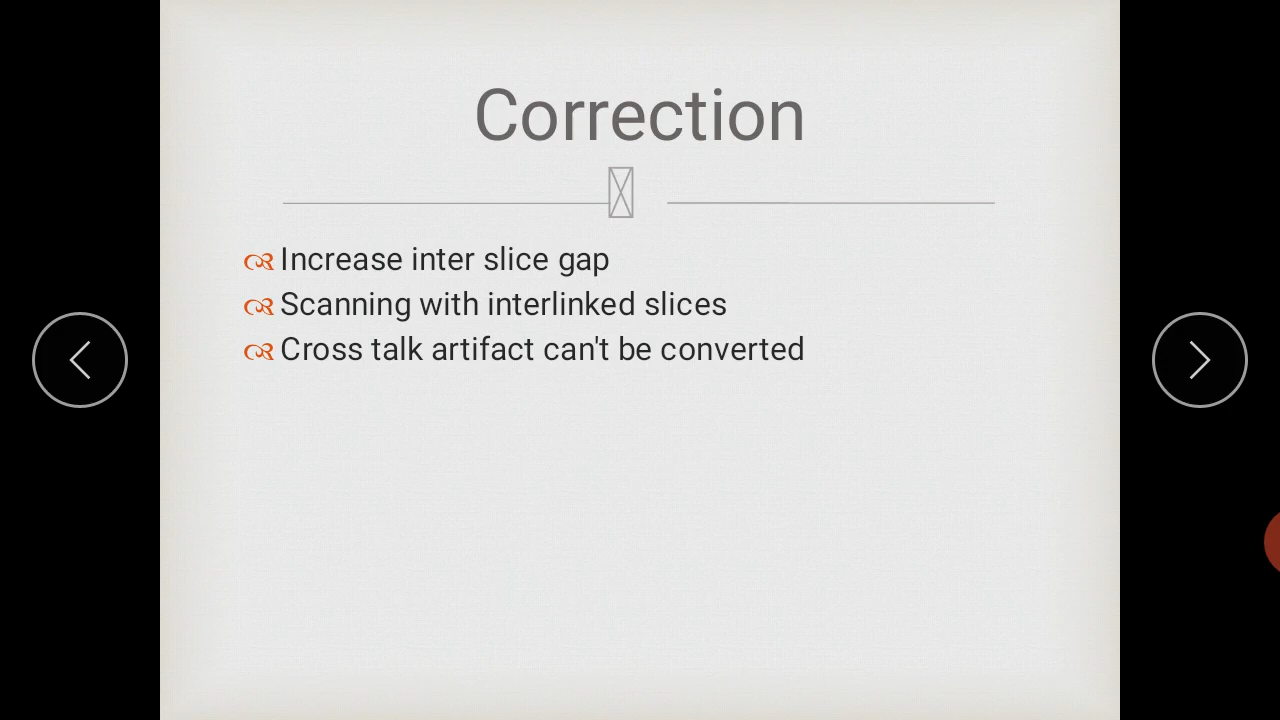 Correction
Increase inter slice gap
Scanning with interlinked slices
Cross talk artifact can't be converted